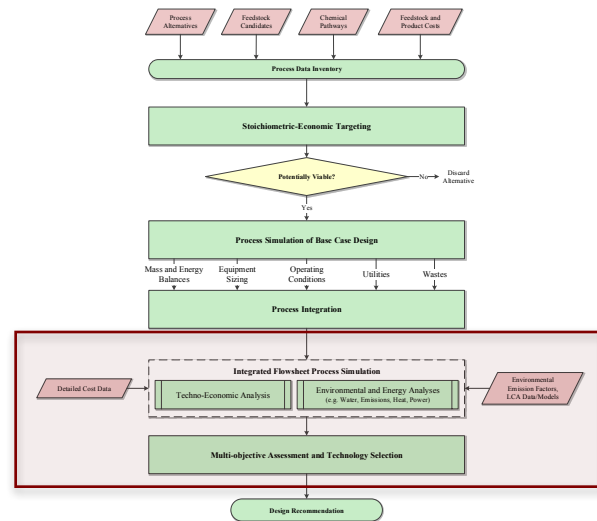 Process
Alternatives
Feedstock
Candidates
Chemical
Pathways
Feedstock and
Product Costs
Process Data Inventory
Stoichiometric-Economic Targeting
Potentially Viable?
No
Discard
Alternative
Yes
Process Simulation of Base Case Design
Mass and Energy
Balances
Equipment
Sizing
Operating
Conditions
Utilities
Wastes
Process Integration
Integrated Flowsheet Process Simulation
Detailed Cost Data
Techno-Economic Analysis
Environmental and Energy Analyses
(e.g. Water, Emissions, Heat, Power)
Environmental
Emission Factors,
LCA Data/Models
Multi-objective Assessment and Technology Selection
Design Recommendation